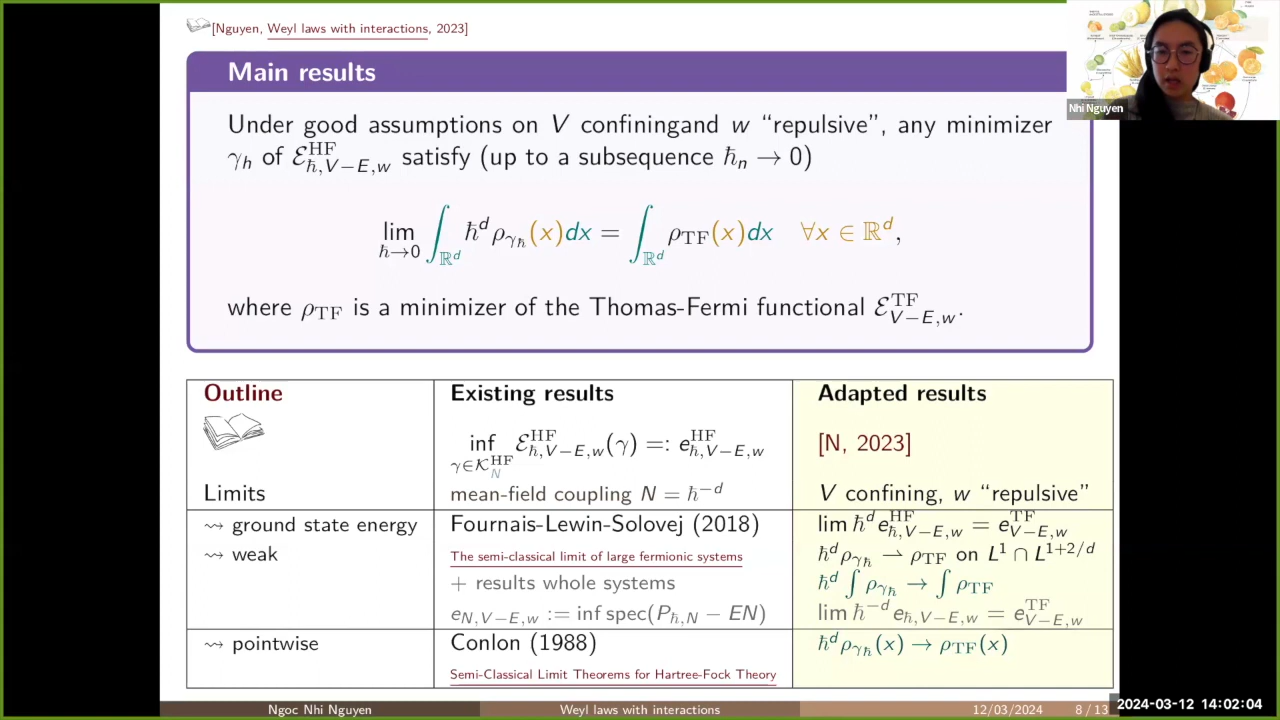 [Nguyen, Weyl laws with interactions, 2023]
Main results
Under good assumptions on V confiningand w “repulsive”, any minimizer
γ_h of ℰ^HF_{ℏ,V−E,w} satisfy (up to a subsequence ℏ_n → 0)
lim_{ℏ→0} ∫_{ℝ^d} ℏ^d ρ_{γ_ℏ}(x)dx = ∫_{ℝ^d} ρ_TF(x)dx ∀x ∈ ℝ^d,
where ρ_TF is a minimizer of the Thomas-Fermi functional ℰ^TF_{V−E,w}.
Nhi Nguyen
Outline Existing results Adapted results
inf_{γ∈𝒦^HF_N} ℰ^HF_{ℏ,V−E,w}(γ) =: e^HF_{ℏ,V−E,w} [N, 2023]
Limits mean-field coupling N = ℏ^{−d} V confining, w “repulsive”
⇝ ground state energy Fournais-Lewin-Solovej (2018) lim ℏ^d e^HF_{ℏ,V−E,w} = e^TF_{V−E,w}
⇝ weak The semi-classical limit of large fermionic systems ℏ^d ρ_{γ_ℏ} ⇀ ρ_TF on L^1 ∩ L^{1+2/d}
+ results whole systems ℏ^d ∫ ρ_{γ_ℏ} → ∫ ρ_TF
e_{N,V−E,w} := inf spec(P_{ℏ,N} − EN) lim ℏ^{−d} e_{ℏ,V−E,w} = e^TF_{V−E,w}
⇝ pointwise Conlon (1988) ℏ^d ρ_{γ_ℏ}(x) → ρ_TF(x)
Semi-Classical Limit Theorems for Hartree-Fock Theory
Ngoc Nhi Nguyen Weyl laws with interactions 12/03/2024 8 / 13
2024-03-12 14:02:04